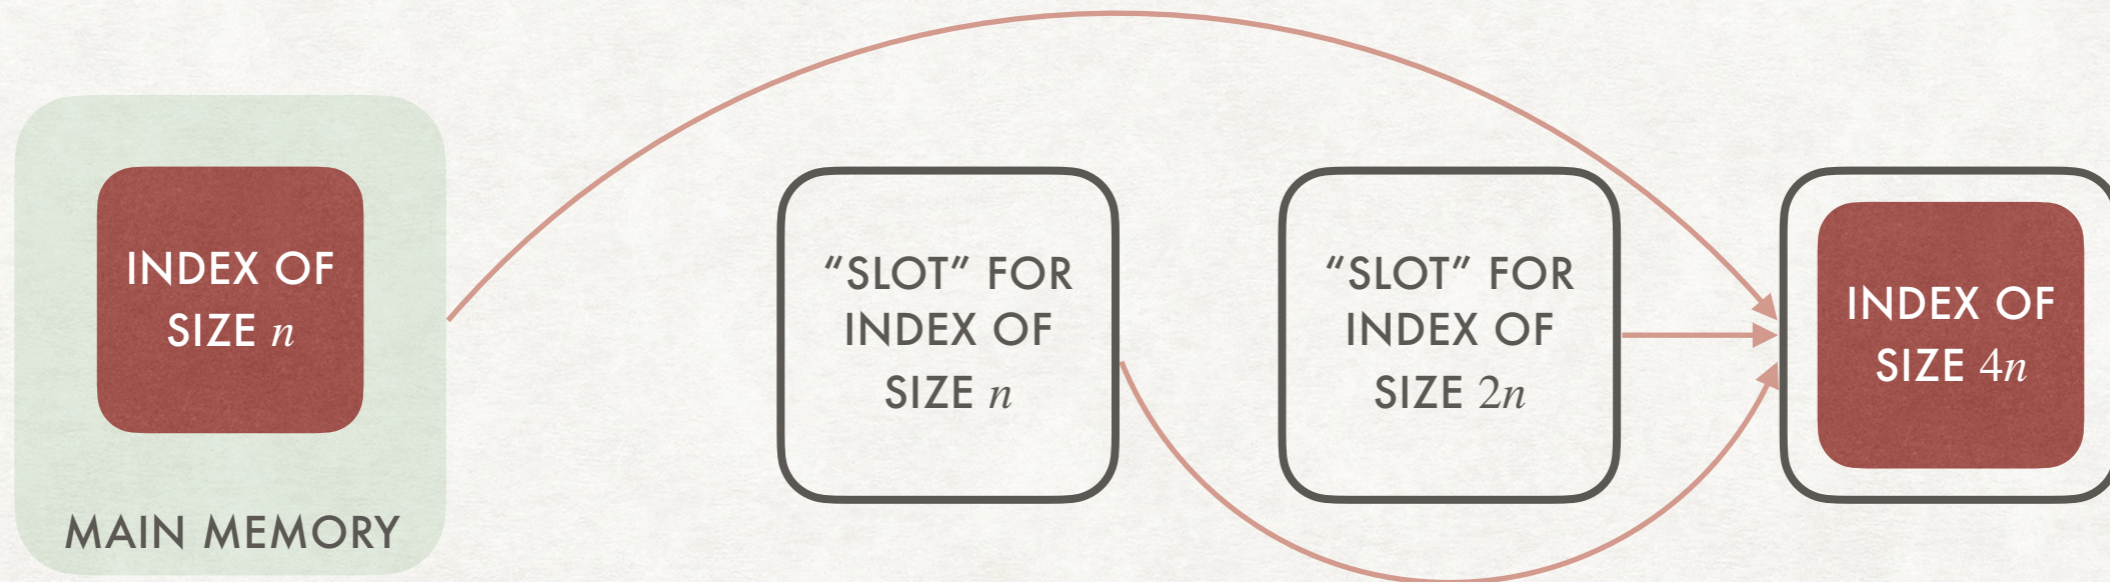 INDEX OF
SIZE n
MAIN MEMORY
“SLOT” FOR
INDEX OF
SIZE n
“SLOT” FOR
INDEX OF
SIZE 2n
INDEX OF
SIZE 4n